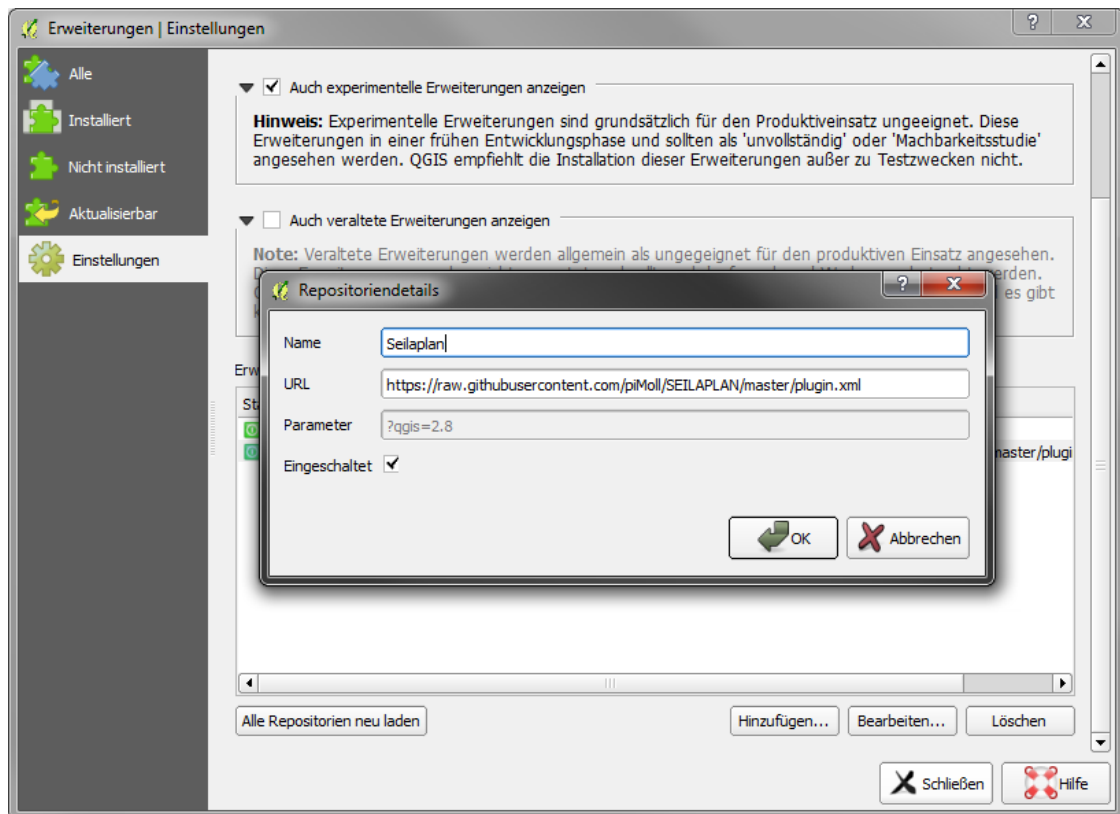 Erweiterungen | Einstellungen
Alle
Installiert
Nicht installiert
Aktualisierbar
Einstellungen
Auch experimentelle Erweiterungen anzeigen
Hinweis: Experimentelle Erweiterungen sind grundsätzlich für den Produktiveinsatz ungeeignet. Diese
Erweiterungen in einer frühen Entwicklungsphase und sollten als 'unvollständig' oder 'Machbarkeitsstudie'
angesehen werden. QGIS empfiehlt die Installation dieser Erweiterungen außer zu Testzwecken nicht.
Auch veraltete Erweiterungen anzeigen
Note: Veraltete Erweiterungen werden allgemein als ungegeignet für den produktiven Einsatz angesehen.
es gibt
Repositoriendetails
Name
Seilaplan
URL
https://raw.githubusercontent.com/piMoll/SEILAPLAN/master/plugin.xml
Parameter
?qgis=2.8
Eingeschaltet
OK
Abbrechen
Erw
St
master/plugi
Alle Repositorien neu laden
Hinzufügen...
Bearbeiten...
Löschen
Schließen
Hilfe